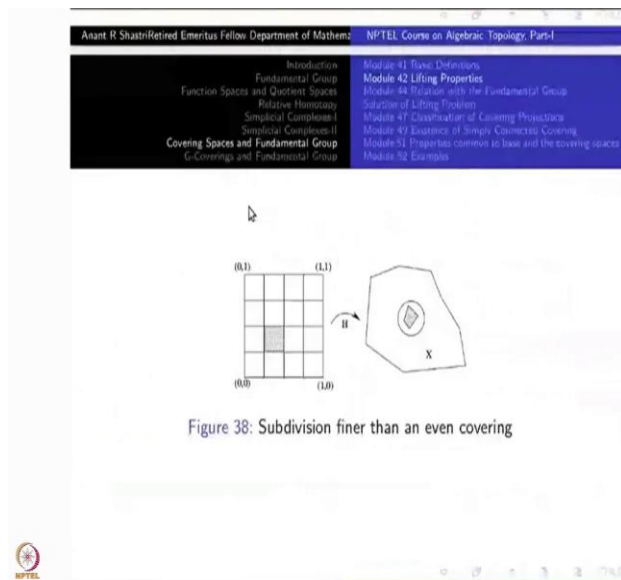 Anant R ShastriRetired Emeritus Fellow Department of Mathema NPTEL Course on Algebraic Topology, Part-I
Introduction
Fundamental Group
Function Spaces and Quotient Spaces
Relative Homotopy
Simplicial Complexes-I
Simplicial Complexes-II
Covering Spaces and Fundamental Group
G-Coverings and Fundamental Group
Module 41 Basic Definitions
Module 42 Lifting Properties
Module 44 Relation with the Fundamental Group
Solution of Lifting Problem
Module 47 Classification of Covering Projections
Module 49 Existence of Simply Connected Covering
Module 51 Properties common to base and the covering spaces
Module 52 Examples
(0,1) (1,1)
H
X
(0,0) (1,0)
Figure 38: Subdivision finer than an even covering
NPTEL